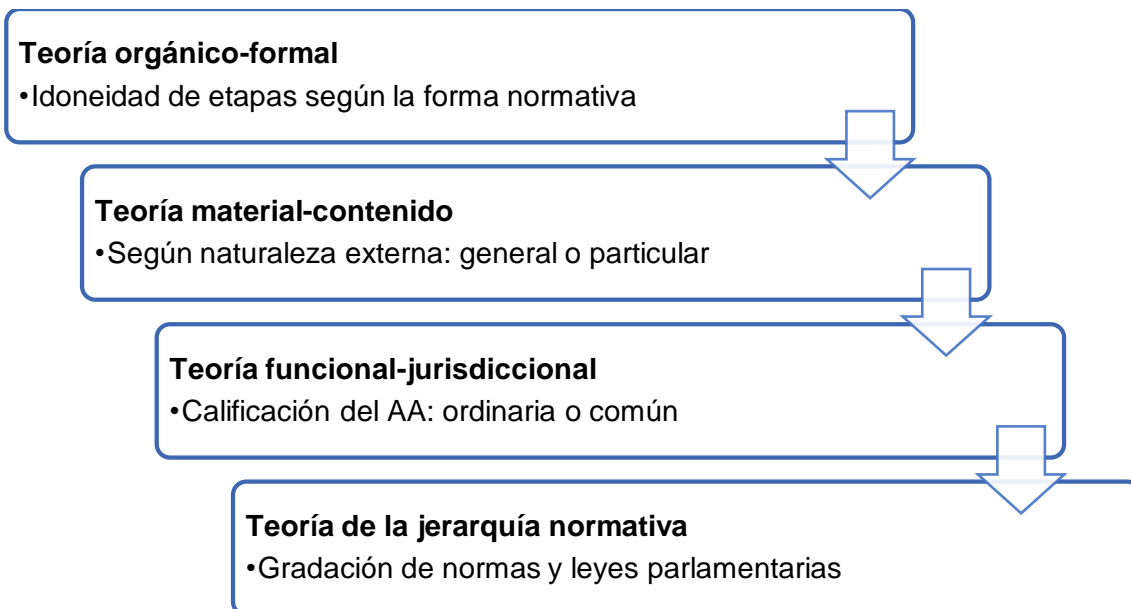 Teoría orgánico-formal
•Idoneidad de etapas según la forma normativa
Teoría material-contenido
•Según naturaleza externa: general o particular
Teoría funcional-jurisdiccional
•Calificación del AA: ordinaria o común
Teoría de la jerarquía normativa
•Gradación de normas y leyes parlamentarias